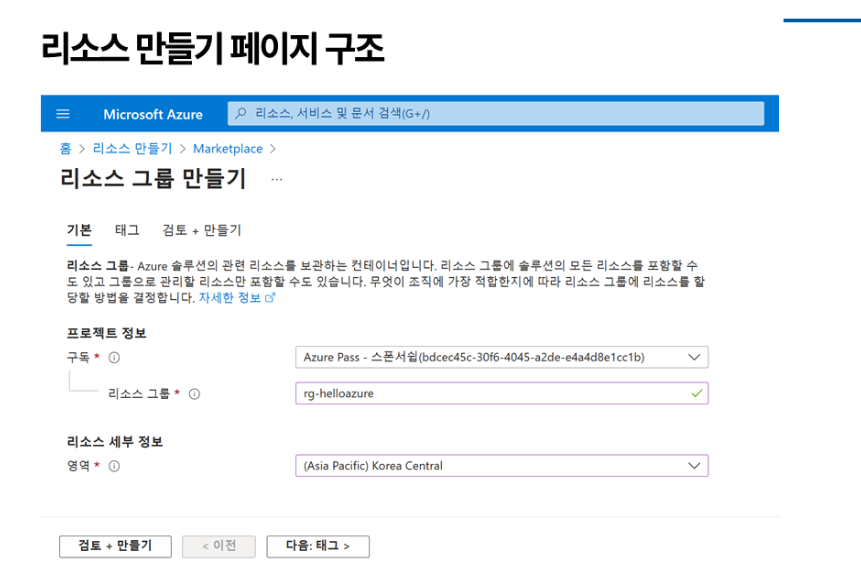 리소스 만들기 페이지 구조
Microsoft Azure
리소스, 서비스 및 문서 검색(G+/)
홈 > 리소스 만들기 > Marketplace >
리소스 그룹 만들기 ...
기본 태그 검토 + 만들기
리소스 그룹- Azure 솔루션의 관련 리소스를 보관하는 컨테이너입니다. 리소스 그룹에 솔루션의 모든 리소스를 포함할 수
도 있고 그룹으로 관리할 리소스만 포함할 수도 있습니다. 무엇이 조직에 가장 적합한지에 따라 리소스 그룹에 리소스를 할
당할 방법을 결정합니다. 자세한 정보
프로젝트 정보
구독 * Azure Pass - 스폰서쉽(bdcec45c-30f6-4045-a2de-e4a4d8e1cc1b)
리소스 그룹 * rg-helloazure
리소스 세부 정보
영역 * (Asia Pacific) Korea Central
검토 + 만들기 < 이전 다음: 태그 >